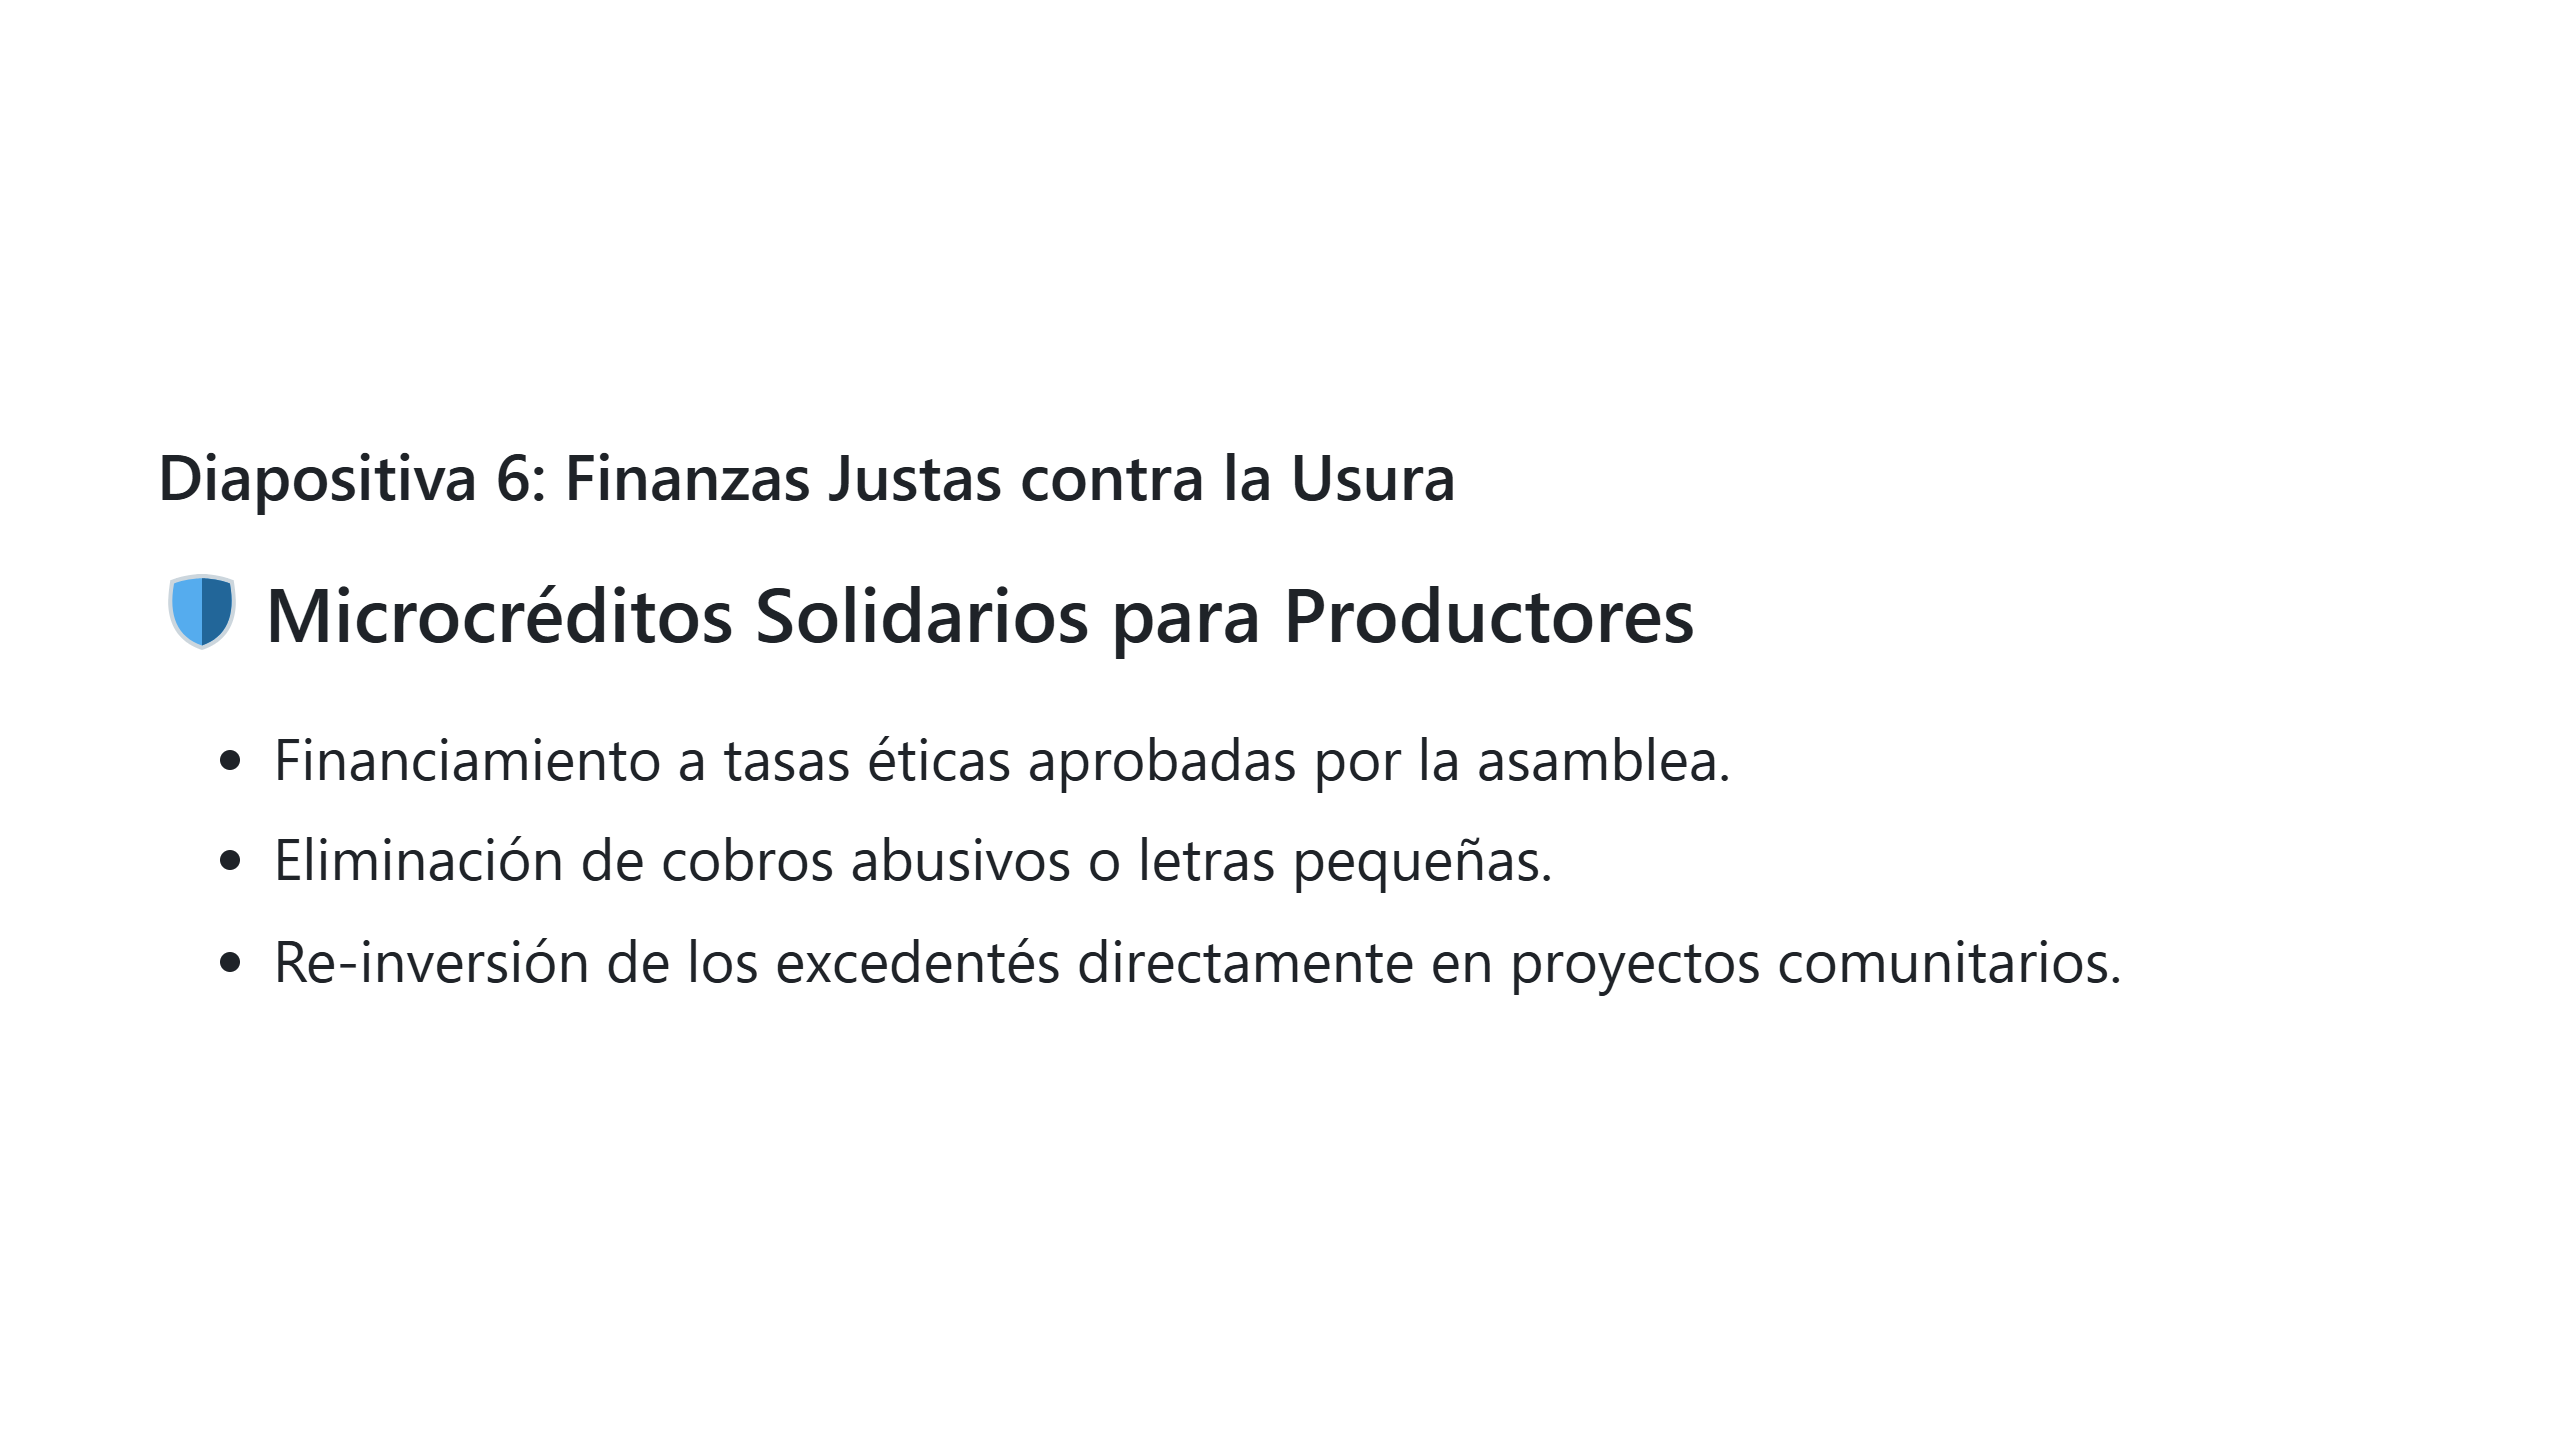 Diapositiva 6: Finanzas Justas contra la Usura
🛡️ Microcréditos Solidarios para Productores
• Financiamiento a tasas éticas aprobadas por la asamblea.
• Eliminación de cobros abusivos o letras pequeñas.
• Re-inversión de los excedentés directamente en proyectos comunitarios.